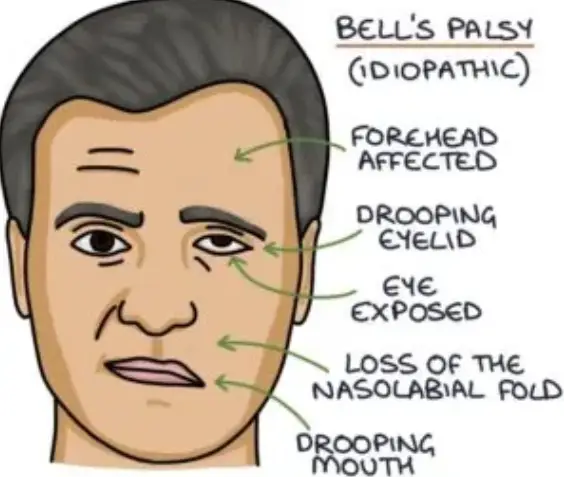 BELL'S PALSY
(IDIOPATHIC)
FOREHEAD
AFFECTED
DROOPING
EYELID
EYE
EXPOSED
LOSS OF THE
NASOLABIAL FOLD
DROOPING
MOUTH